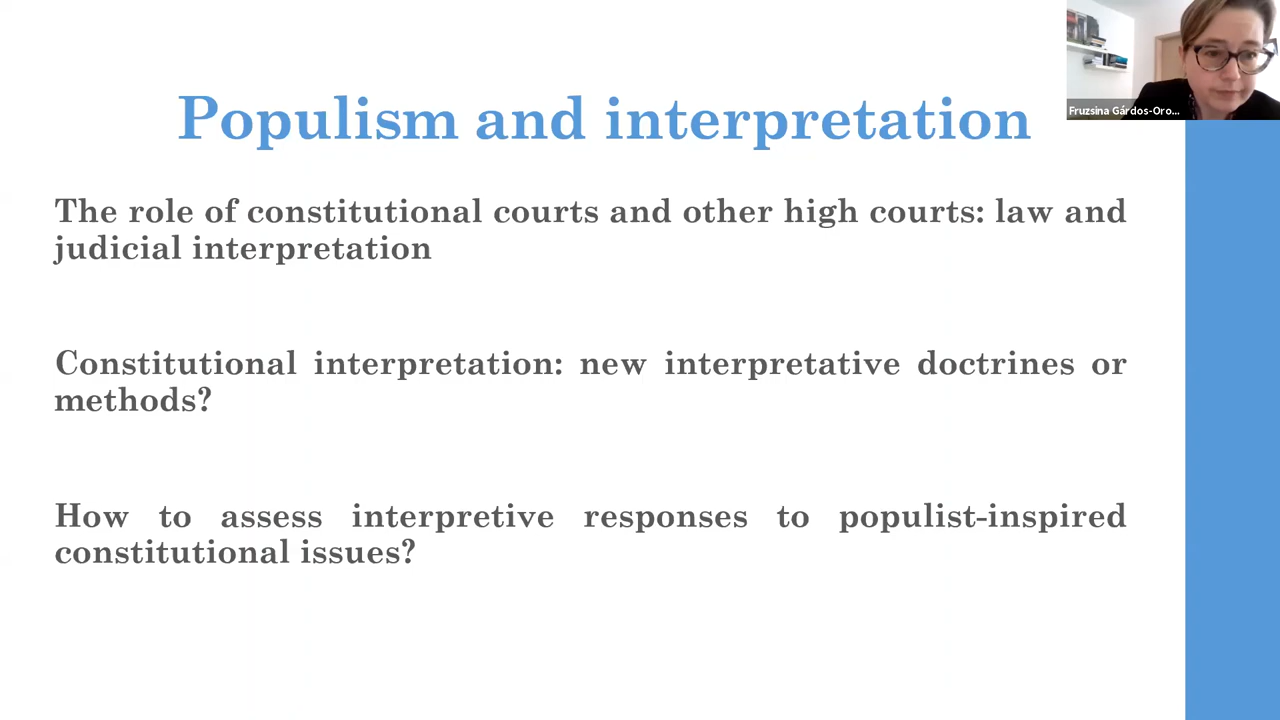 Populism and interpretation
Fruzsina Gárdos-Oro...
The role of constitutional courts and other high courts: law and
judicial interpretation
Constitutional interpretation: new interpretative doctrines or
methods?
How to assess interpretive responses to populist-inspired
constitutional issues?